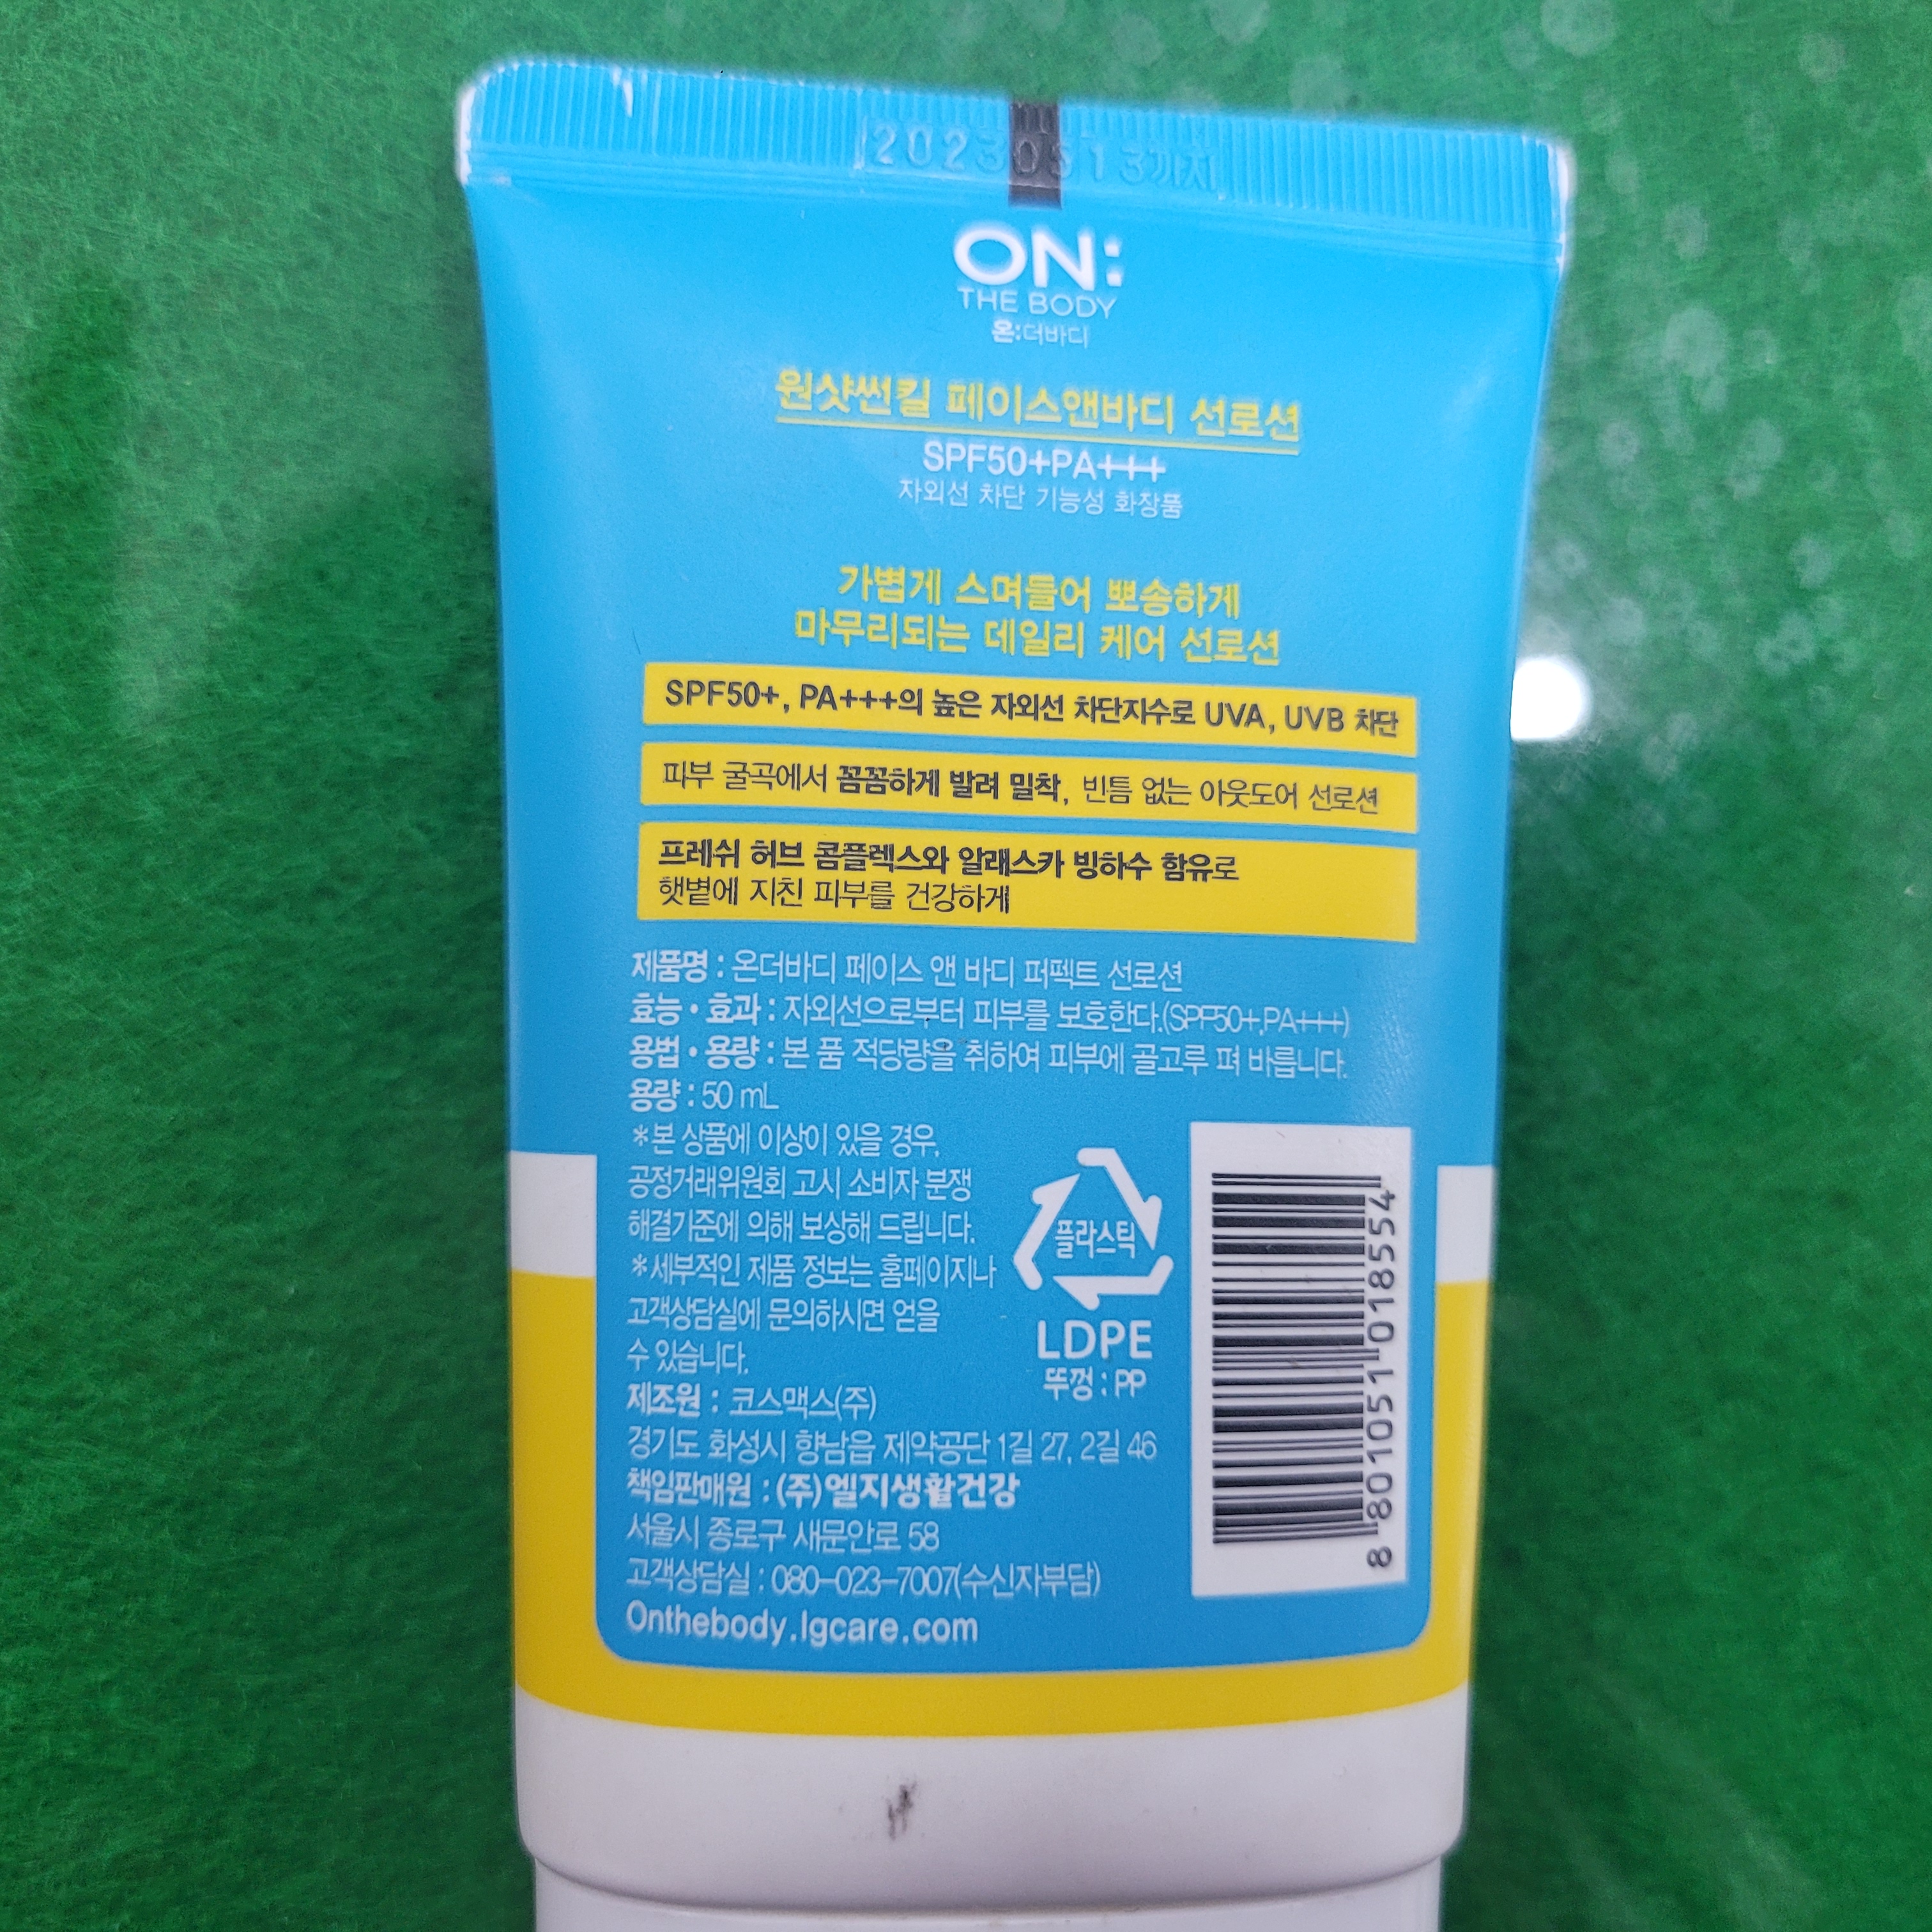 20230513까지
ON:
THE BODY
온:더바디
원샷썬킬 페이스앤바디 선로션
SPF50+PA+++
자외선 차단 기능성 화장품
가볍게 스며들어 뽀송하게
마무리되는 데일리 케어 선로션
SPF50+, PA+++의 높은 자외선 차단지수로 UVA, UVB 차단
피부 굴곡에서 꼼꼼하게 발려 밀착, 빈틈 없는 아웃도어 선로션
프레쉬 허브 콤플렉스와 알래스카 빙하수 함유로
햇볕에 지친 피부를 건강하게
제품명 : 온더바디 페이스 앤 바디 퍼펙트 선로션
효능•효과 : 자외선으로부터 피부를 보호한다.(SPF50+,PA+++)
용법•용량 : 본 품 적당량을 취하여 피부에 골고루 펴 바릅니다.
용량 : 50 mL
*본 상품에 이상이 있을 경우,
공정거래위원회 고시 소비자 분쟁
해결기준에 의해 보상해 드립니다.
*세부적인 제품 정보는 홈페이지나
고객상담실에 문의하시면 얻을
수 있습니다.
제조원 : 코스맥스(주)
경기도 화성시 향남읍 제약공단 1길 27, 2길 46
책임판매원 : (주)엘지생활건강
서울시 종로구 새문안로 58
고객상담실 : 080-023-7007(수신자부담)
Onthebody.lgcare.com
플라스틱
LDPE
뚜껑 : PP
8 801051 018554